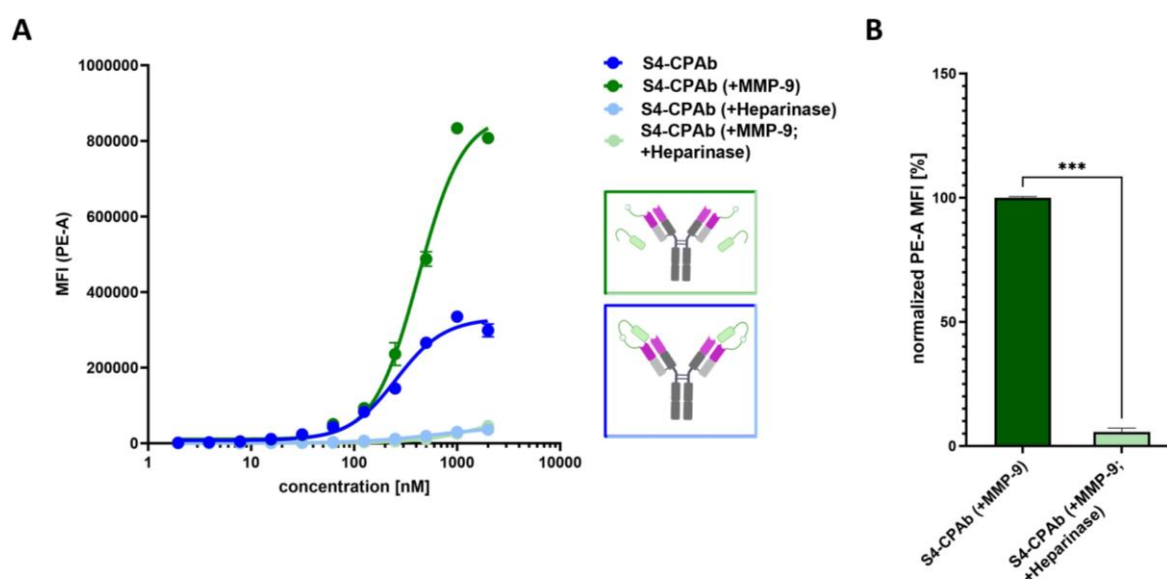 A
B
1000000
800000
600000
400000
200000
0
MFI (PE-A)
1
10
100
1000
10000
concentration [nM]
S4-CPAb
S4-CPAb (+MMP-9)
S4-CPAb (+Heparinase)
S4-CPAb (+MMP-9;
+Heparinase)
150
100
50
0
normalized PE-A MFI [%]
***
S4-CPAb (+MMP-9)
S4-CPAb (+MMP-9;
+Heparinase)